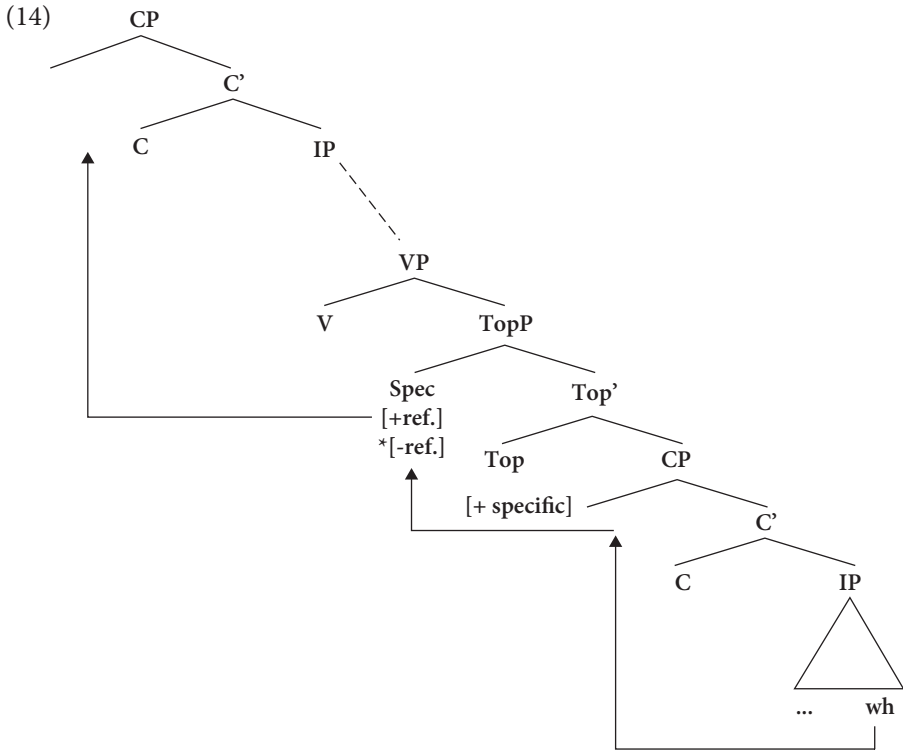 (14) CP
C’
C IP
VP
V TopP
Spec Top’
[+ref.]
*[-ref.] Top CP
[+ specific] C’
C IP
... wh